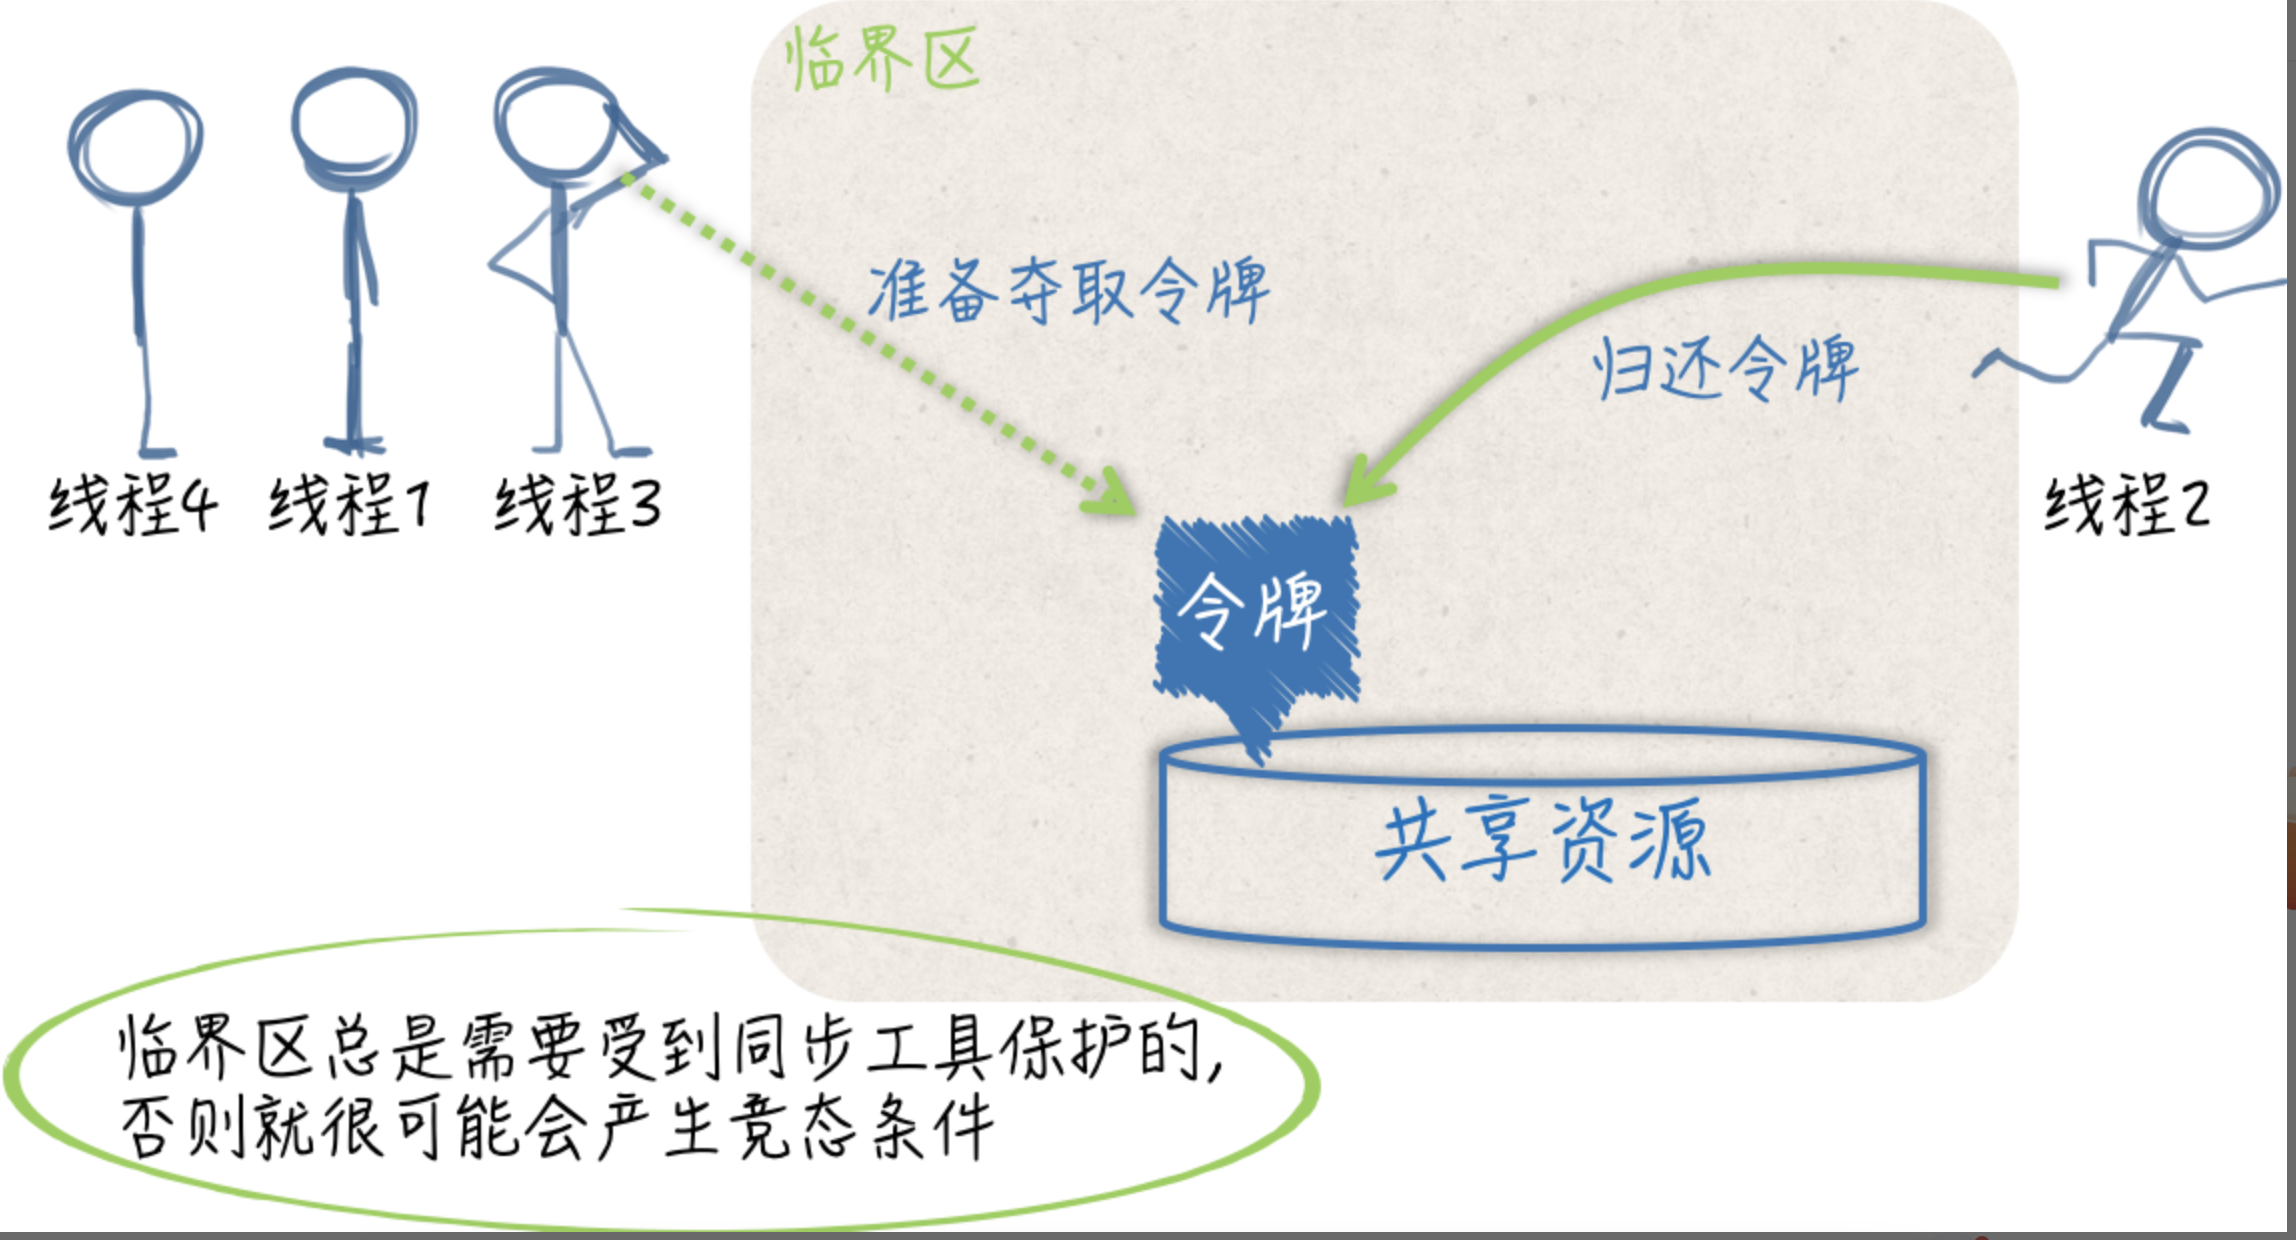 临界区
准备夺取令牌
归还令牌
线程4
线程1
线程3
线程2
令牌
共享资源
临界区总是需要受到同步工具保护的,
否则就很可能会产生竞态条件